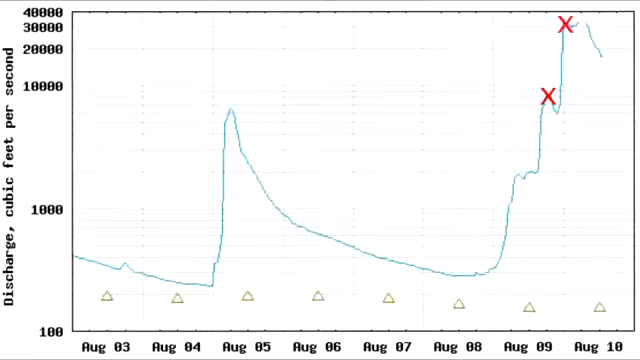 40000
30000
20000
10000
1000
100
Discharge, cubic feet per second
Aug 03 Aug 04 Aug 05 Aug 06 Aug 07 Aug 08 Aug 09 Aug 10
X
X